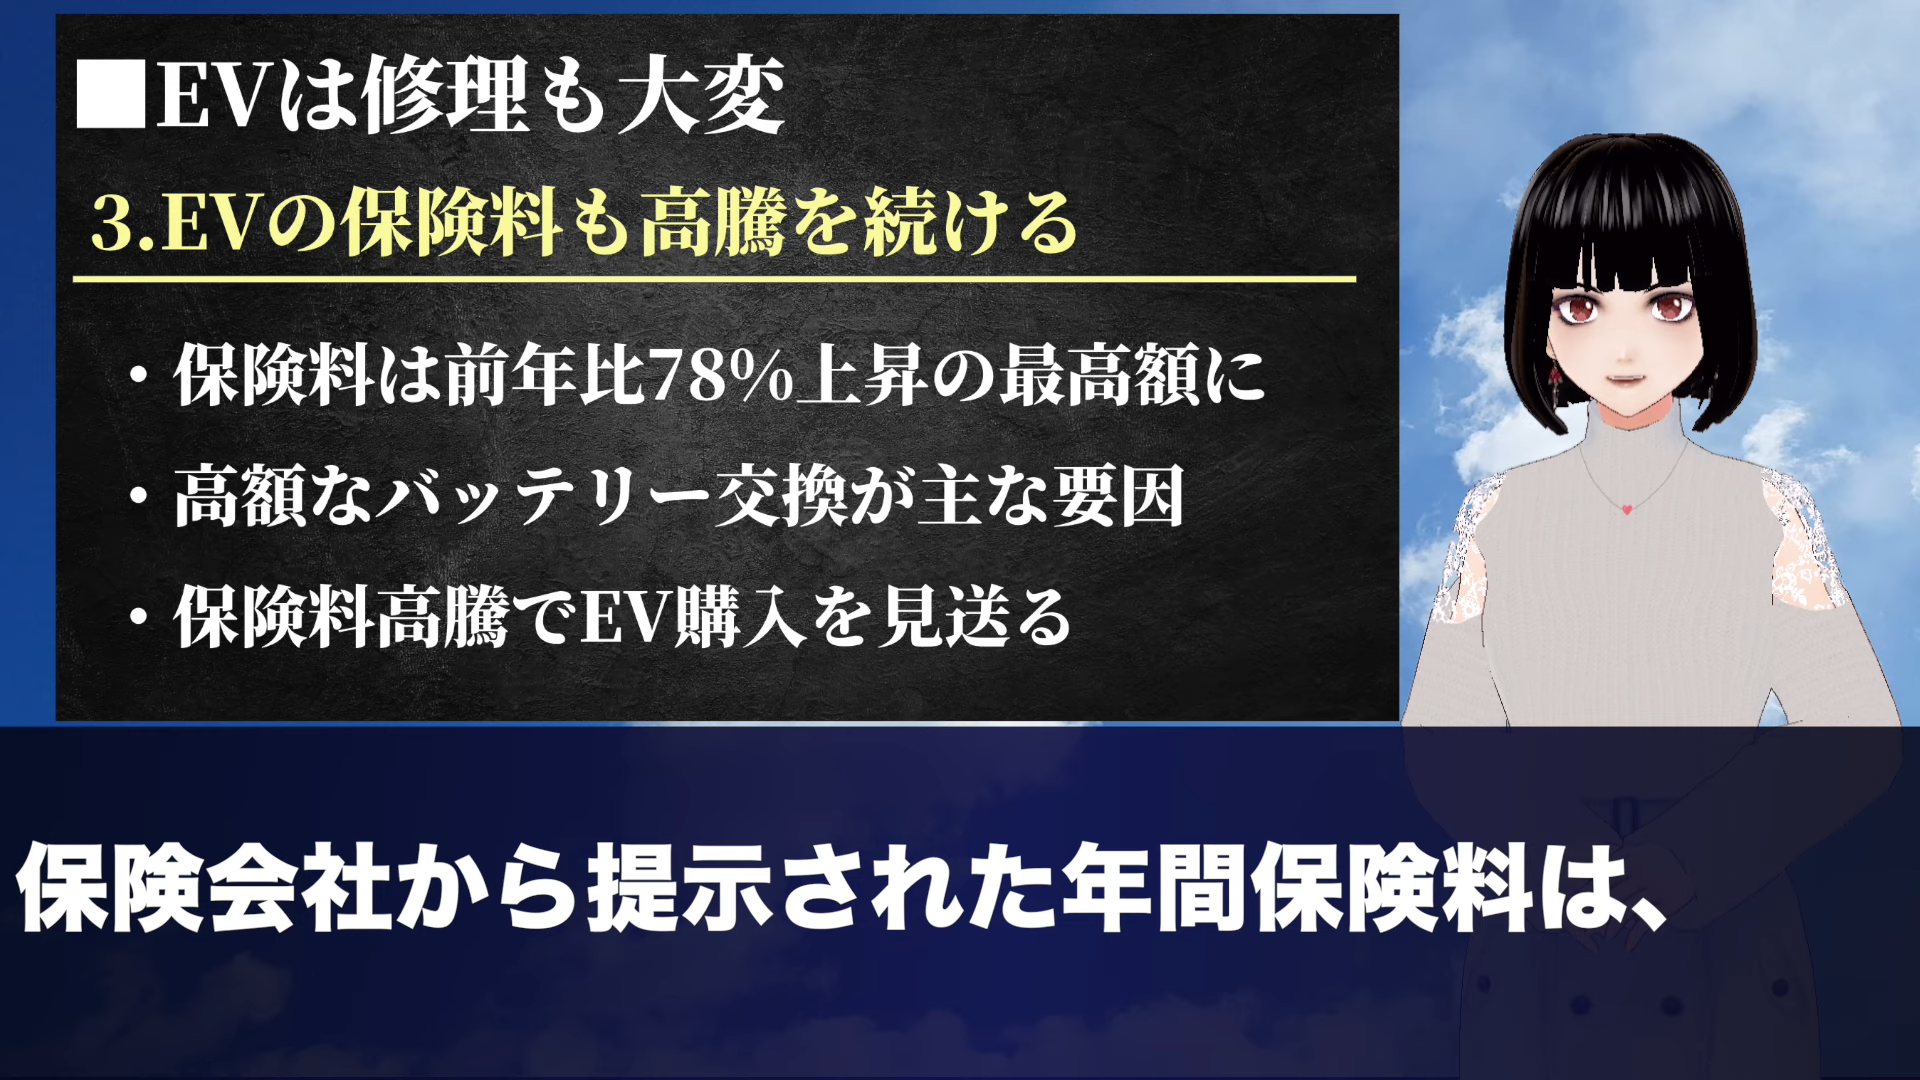 ■EVは修理も大変
3.EVの保険料も高騰を続ける
・保険料は前年比78%上昇の最高額に
・高額なバッテリー交換が主な要因
・保険料高騰でEV購入を見送る
保険会社から提示された年間保険料は、